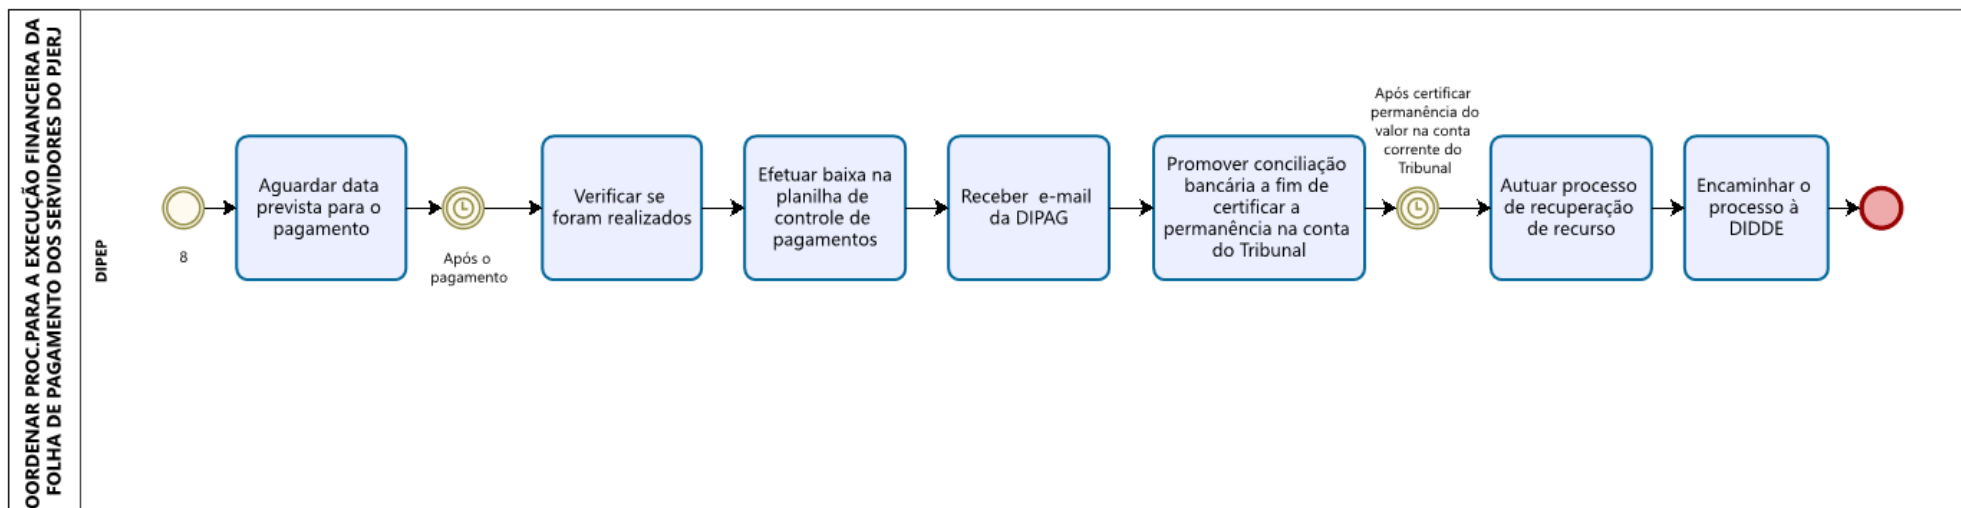 OORDENAR PROC.PARA A EXECUÇÃO FINANCEIRA DA
FOLHA DE PAGAMENTO DOS SERVIDORES DO PJERJ
DIPEP
8
Aguardar data
prevista para o
pagamento
Após o
pagamento
Verificar se
foram realizados
Efetuar baixa na
planilha de
controle de
pagamentos
Receber  e-mail
da DIPAG
Promover conciliação
bancária a fim de
certificar a
permanência na conta
do Tribunal
Após certificar
permanência do
valor na conta
corrente do
Tribunal
Autuar processo
de recuperação
de recurso
Encaminhar o
processo à
DIDDE